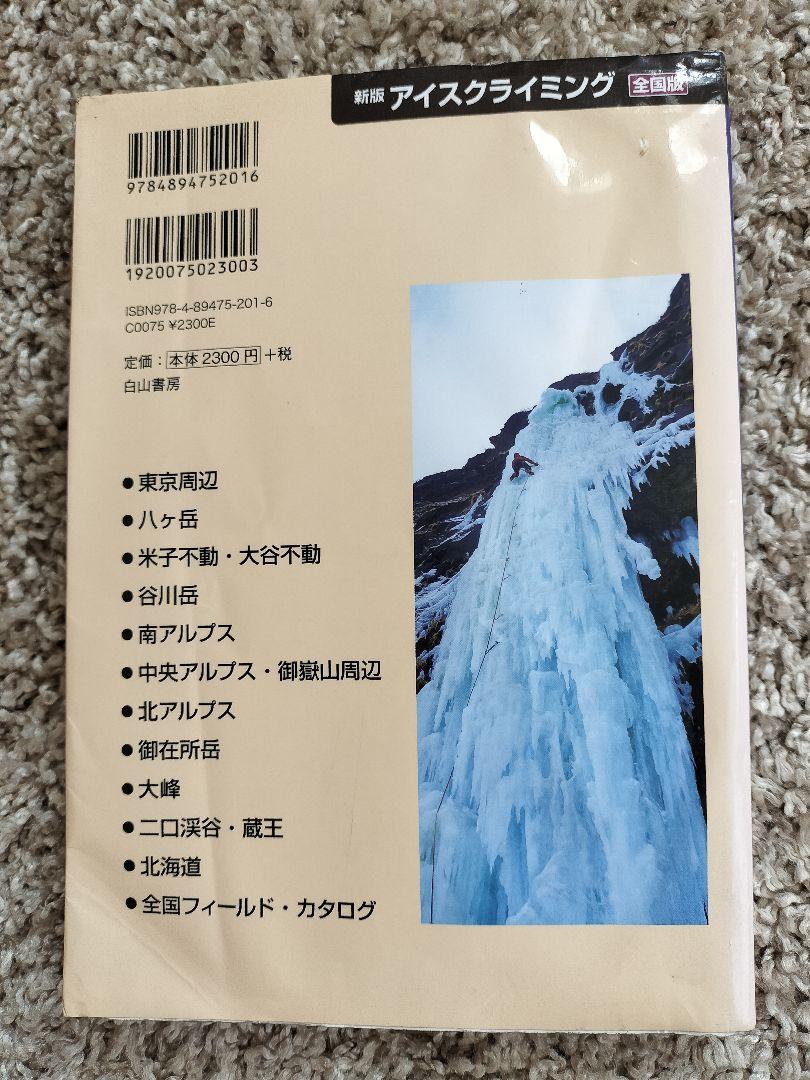 新版 アイスクライミング 全国版
9784894752016
1920075023003
ISBN978-4-89475-201-6
C0075 ¥2300E
定価：本体2300円＋税
白山書房
●東京周辺
●八ヶ岳
●米子不動・大谷不動
●谷川岳
●南アルプス
●中央アルプス・御嶽山周辺
●北アルプス
●御在所岳
●大峰
●二口渓谷・蔵王
●北海道
●全国フィールド・カタログ